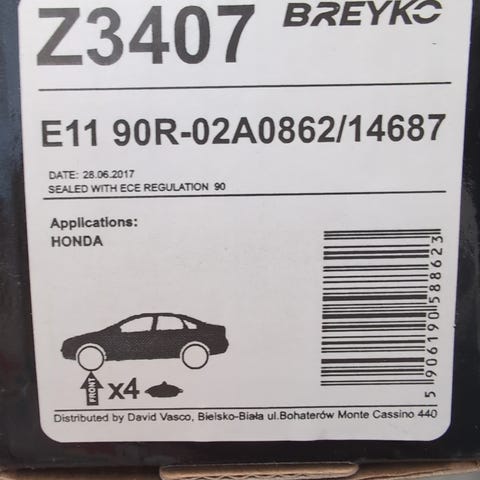 Z3407 BREYKO
E11 90R-02A0862/14687
DATE: 28.06.2017
SEALED WITH ECE REGULATION 90
Applications:
HONDA
FRONT x4
5 906190 588623
Distributed by David Vasco, Bielsko-Biała ul.Bohaterów Monte Cassino 440